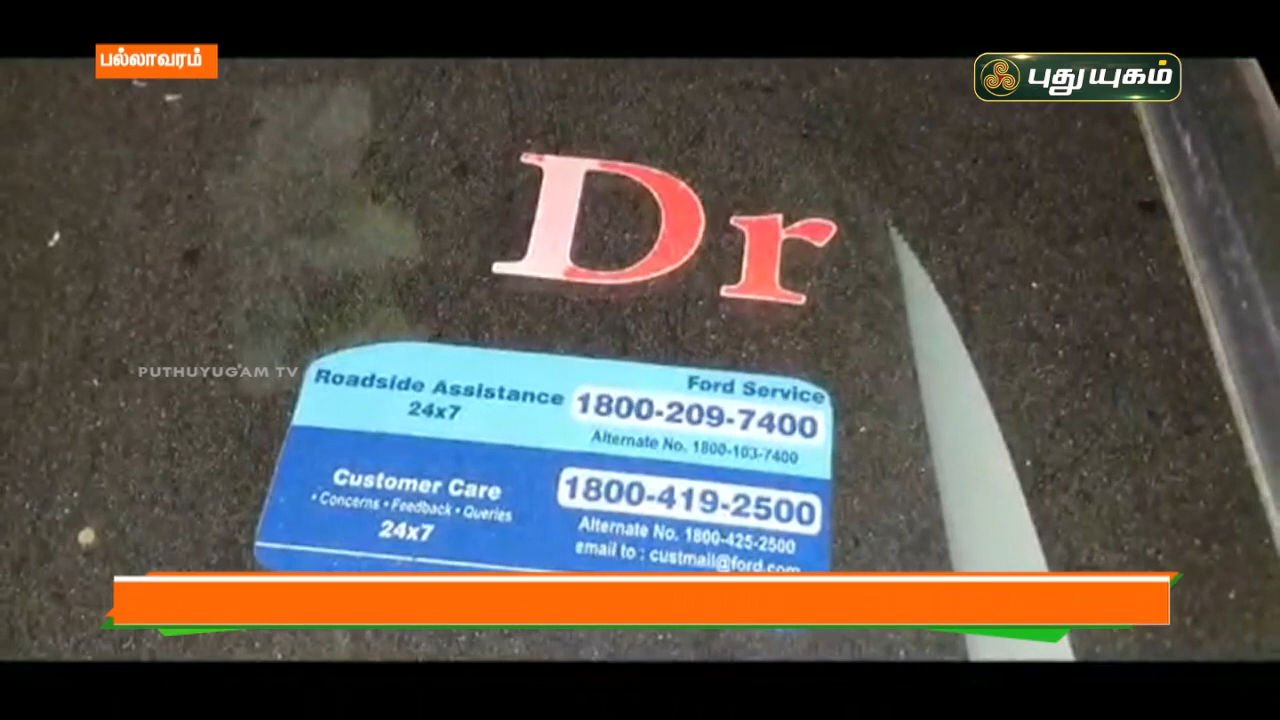 பல்லாவரம்
புதுயுகம்
Dr
PUTHUYUGAM TV
Roadside Assistance
24x7
Ford Service
1800-209-7400
Alternate No. 1800-103-7400
Customer Care
• Concerns • Feedback • Queries
24x7
1800-419-2500
Alternate No. 1800-425-2500
email to : custmail@ford.com